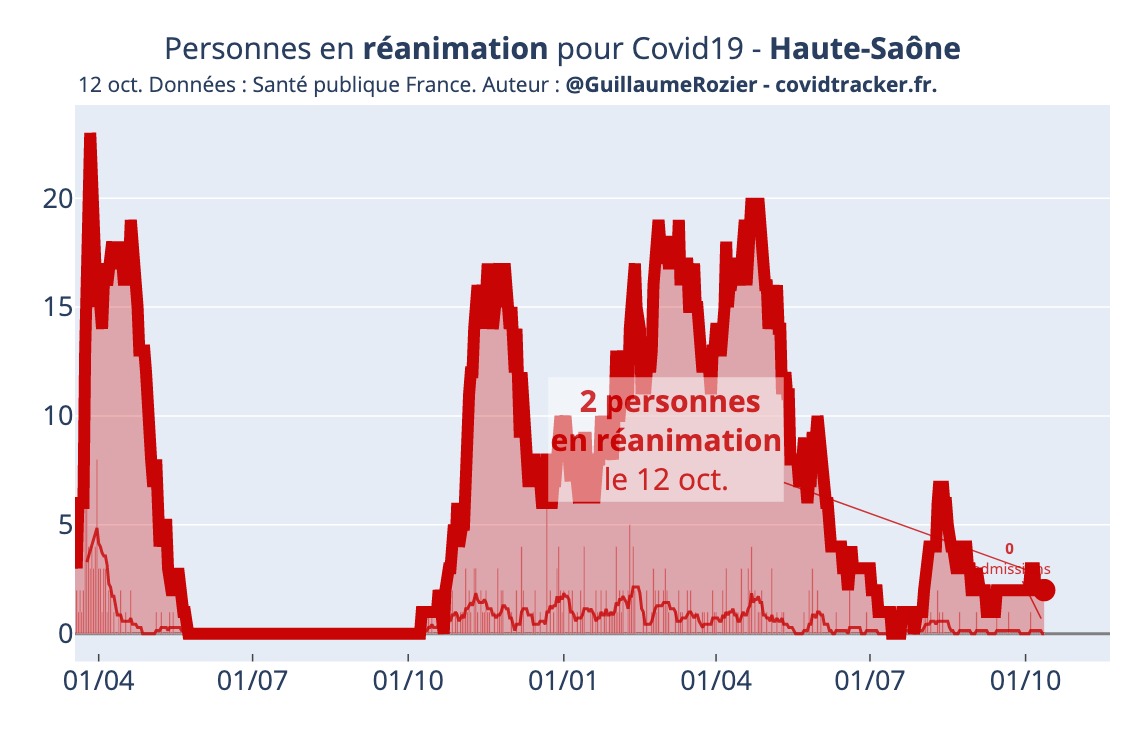 Personnes en réanimation pour Covid19 - Haute-Saône
12 oct. Données : Santé publique France. Auteur : @GuillaumeRozier - covidtracker.fr.
20
15
10
5
0
2 personnes
en réanimation
le 12 oct.
0
admissions
01/04 01/07 01/10 01/01 01/04 01/07 01/10